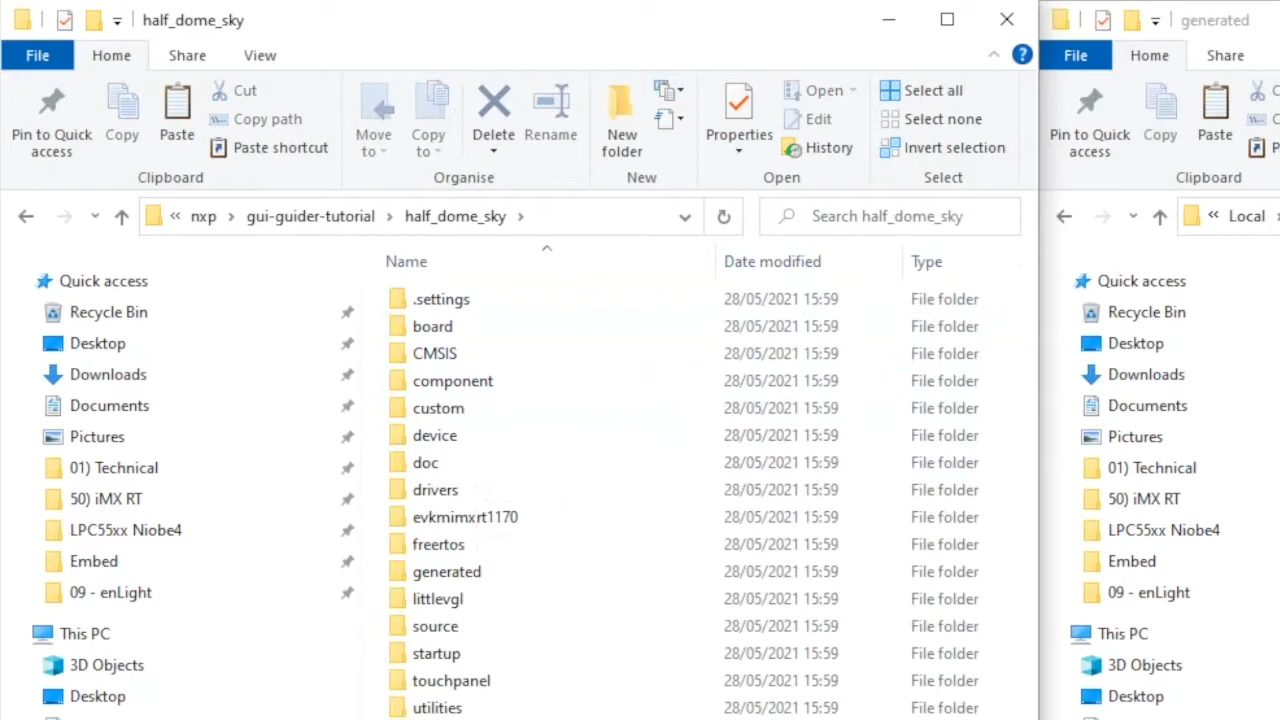 half_dome_sky
generated
File Home Share View
File Home Share
Pin to Quick access
Copy
Paste
Cut
Copy path
Paste shortcut
Clipboard
Move to
Copy to
Delete
Rename
Organise
New folder
New
Properties
Open
Edit
History
Open
Select all
Select none
Invert selection
Select
Pin to Quick access
Copy
Paste
Clipboard
« nxp > gui-guider-tutorial > half_dome_sky >
Search half_dome_sky
« Local
Quick access
Recycle Bin
Desktop
Downloads
Documents
Pictures
01) Technical
50) iMX RT
LPC55xx Niobe4
Embed
09 - enLight
This PC
3D Objects
Desktop
Name Date modified Type
.settings 28/05/2021 15:59 File folder
board 28/05/2021 15:59 File folder
CMSIS 28/05/2021 15:59 File folder
component 28/05/2021 15:59 File folder
custom 28/05/2021 15:59 File folder
device 28/05/2021 15:59 File folder
doc 28/05/2021 15:59 File folder
drivers 28/05/2021 15:59 File folder
evkmimxrt1170 28/05/2021 15:59 File folder
freertos 28/05/2021 15:59 File folder
generated 28/05/2021 15:59 File folder
littlevgl 28/05/2021 15:59 File folder
source 28/05/2021 15:59 File folder
startup 28/05/2021 15:59 File folder
touchpanel 28/05/2021 15:59 File folder
utilities 28/05/2021 15:59 File folder
Quick access
Recycle Bin
Desktop
Downloads
Documents
Pictures
01) Technical
50) iMX RT
LPC55xx Niobe4
Embed
09 - enLight
This PC
3D Objects
Desktop